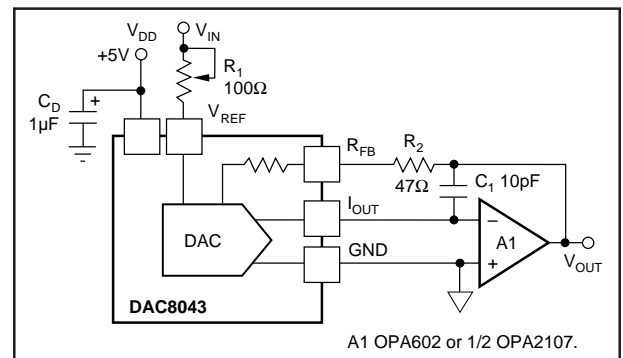 V_DD
+5V
V_IN
R_1
100Ω
C_D
+
1µF
V_REF
R_FB
R_2
47Ω
C_1 10pF
I_OUT
DAC
–
A1
+
GND
V_OUT
DAC8043
A1 OPA602 or 1/2 OPA2107.